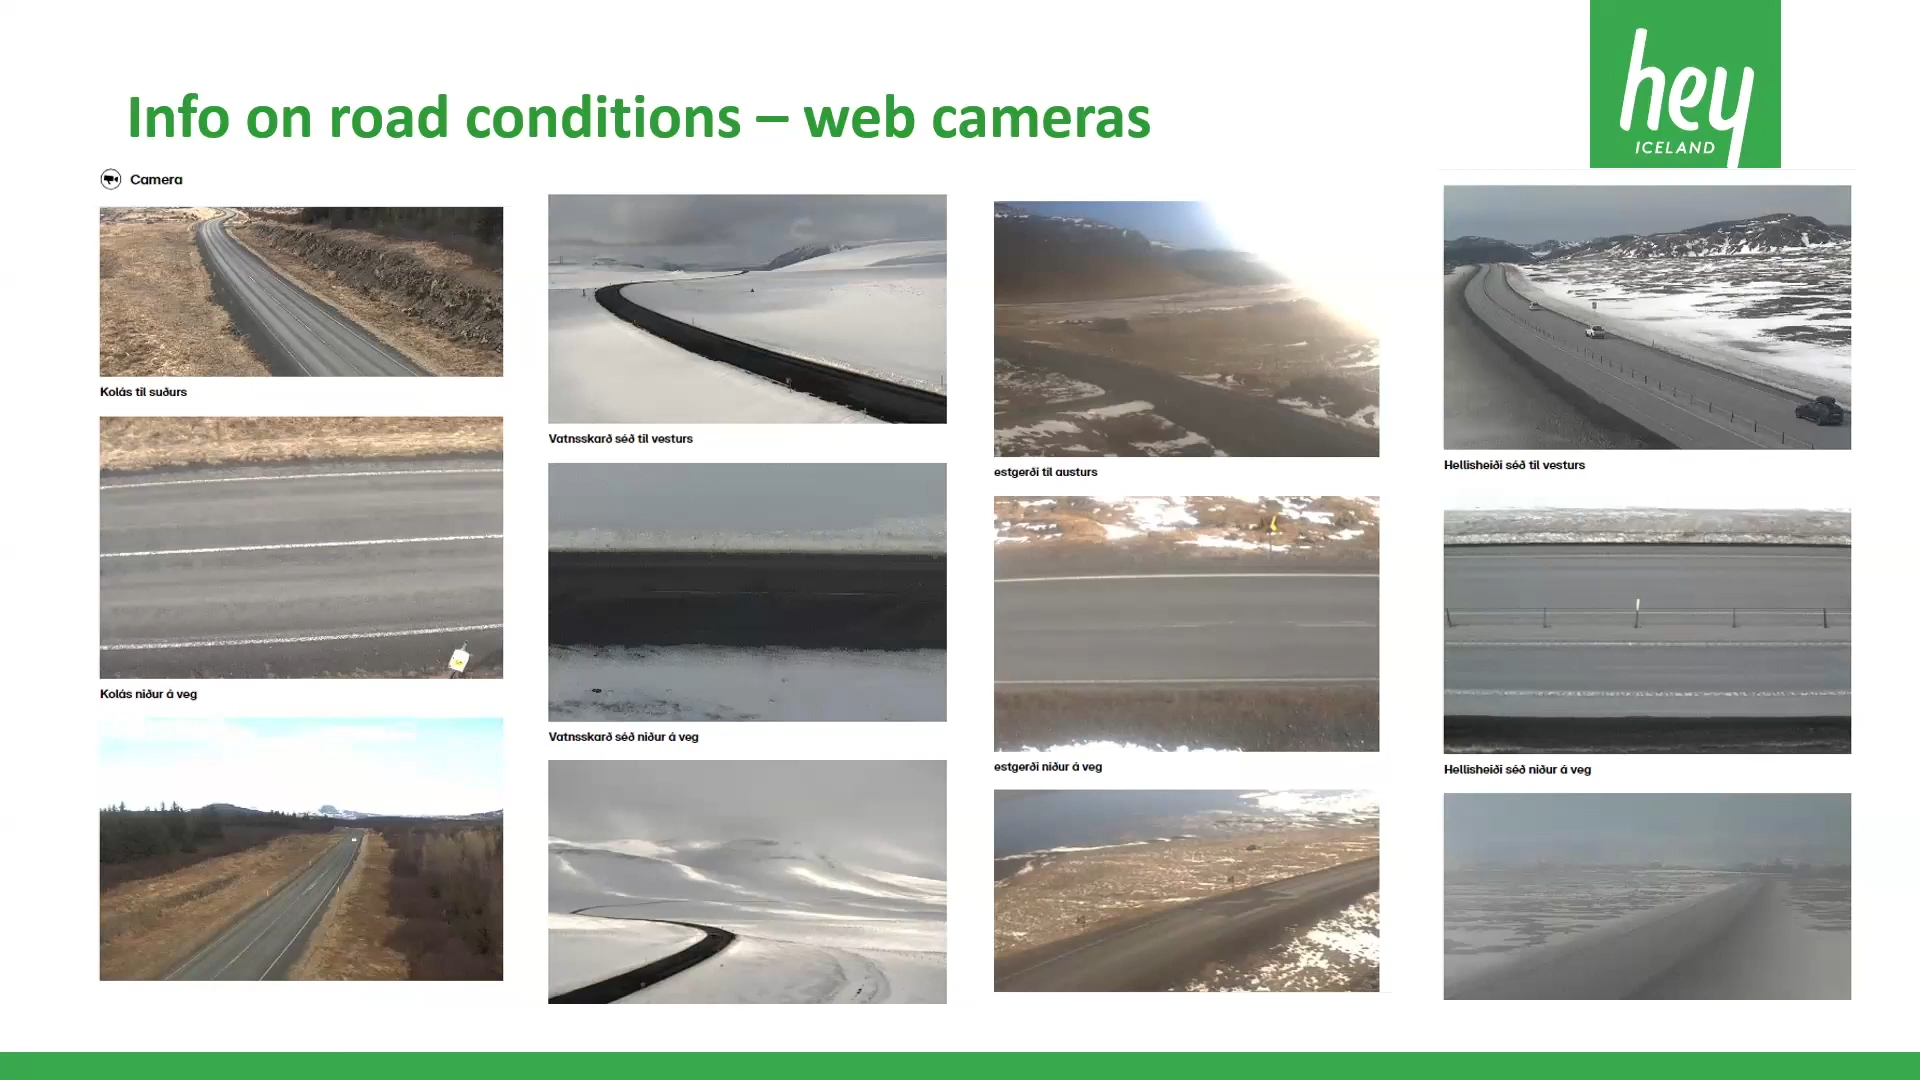 hey
ICELAND
Info on road conditions – web cameras
Camera
Kolás til suðurs
Kolás niður á veg
Vatnsskarð séð til vesturs
Vatnsskarð séð niður á veg
estgerði til austurs
estgerði niður á veg
Hellisheiði séð til vesturs
Hellisheiði séð niður á veg